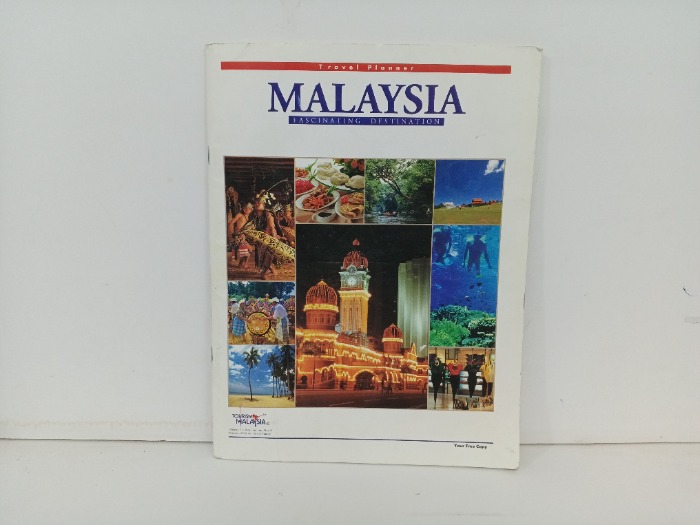 Travel Planner
MALAYSIA
FASCINATING DESTINATION
TOURISM
MALAYSIA
Your Free Copy